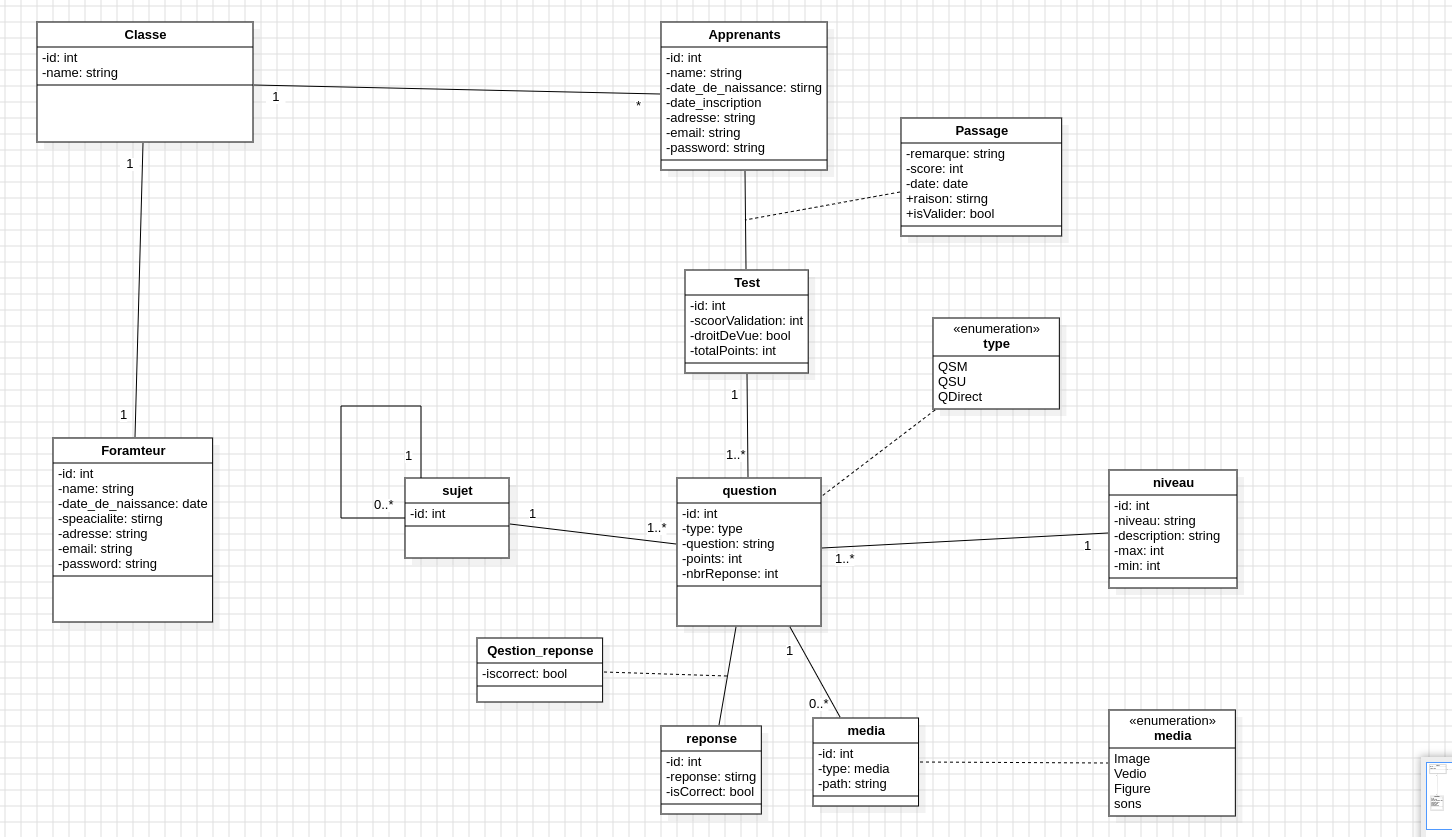 Classe
-id: int
-name: string
1
*
1
1
Apprenants
-id: int
-name: string
-date_de_naissance: stirng
-date_inscription
-adresse: string
-email: string
-password: string
Passage
-remarque: string
-score: int
-date: date
+raison: stirng
+isValider: bool
Test
-id: int
-scoorValidation: int
-droitDeVue: bool
-totalPoints: int
1
1..*
«enumeration»
type
QSM
QSU
QDirect
Foramteur
-id: int
-name: string
-date_de_naissance: date
-speacialite: stirng
-adresse: string
-email: string
-password: string
1
0..*
sujet
-id: int
1
1..*
question
-id: int
-type: type
-question: string
-points: int
-nbrReponse: int
1..*
1
niveau
-id: int
-niveau: string
-description: string
-max: int
-min: int
Qestion_reponse
-iscorrect: bool
1
0..*
reponse
-id: int
-reponse: stirng
-isCorrect: bool
media
-id: int
-type: media
-path: string
«enumeration»
media
Image
Vedio
Figure
sons